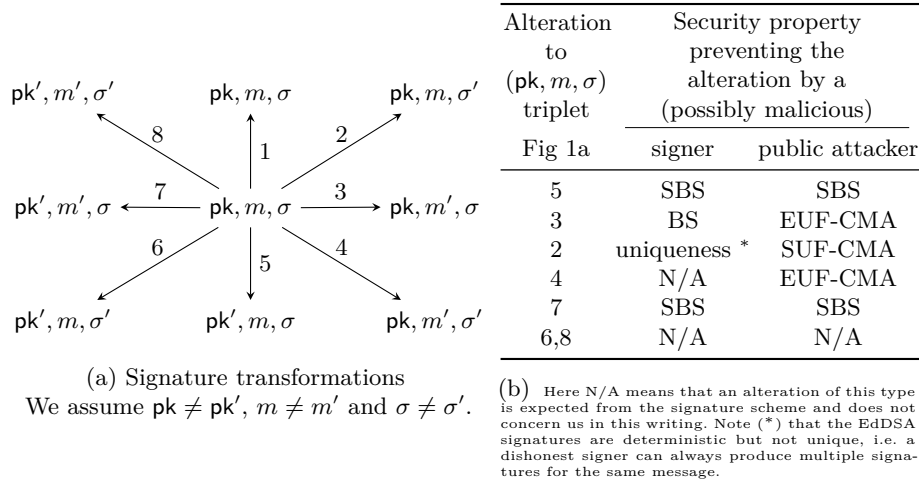 pk′, m′, σ′ pk, m, σ pk, m, σ′
8 1 2
pk′, m′, σ 7 pk, m, σ 3 pk, m′, σ
6 5 4
pk′, m, σ′ pk′, m, σ pk, m′, σ′
(a) Signature transformations
We assume pk ≠ pk′, m ≠ m′ and σ ≠ σ′.
Alteration Security property
to preventing the
(pk, m, σ) alteration by a
triplet (possibly malicious)
Fig 1a signer public attacker
5 SBS SBS
3 BS EUF-CMA
2 uniqueness * SUF-CMA
4 N/A EUF-CMA
7 SBS SBS
6,8 N/A N/A
(b) Here N/A means that an alteration of this type
is expected from the signature scheme and does not
concern us in this writing. Note (*) that the EdDSA
signatures are deterministic but not unique, i.e. a
dishonest signer can always produce multiple signa-
tures for the same message.